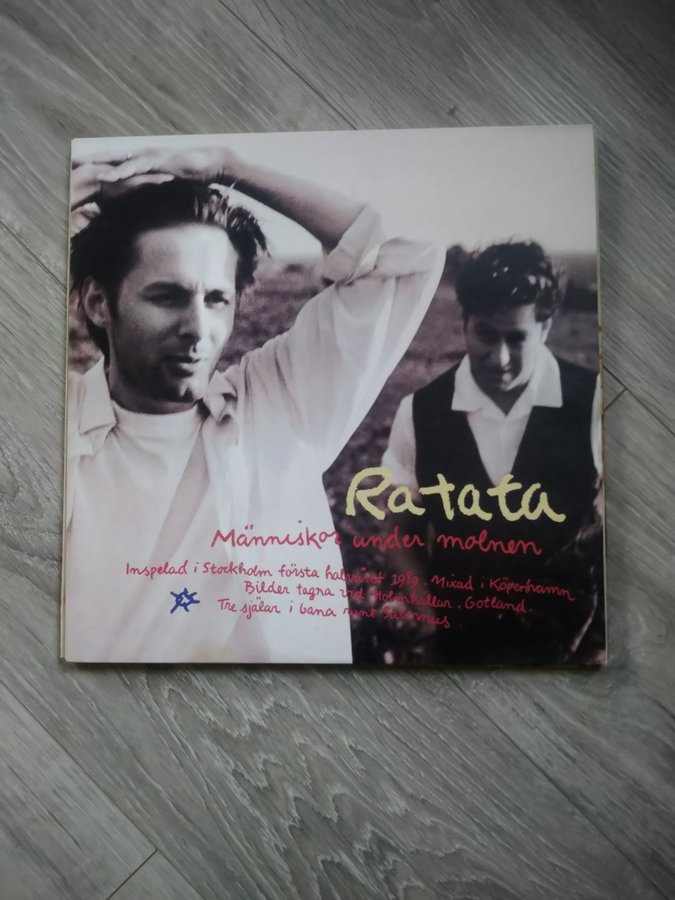 Ratata
Människor under molnen
Inspelad i Stockholm första halvåret 1989. Mixad i Köpenhamn
Bilder tagna vid Holmhällar, Gotland.
Tre själar i bana runt Saturnus